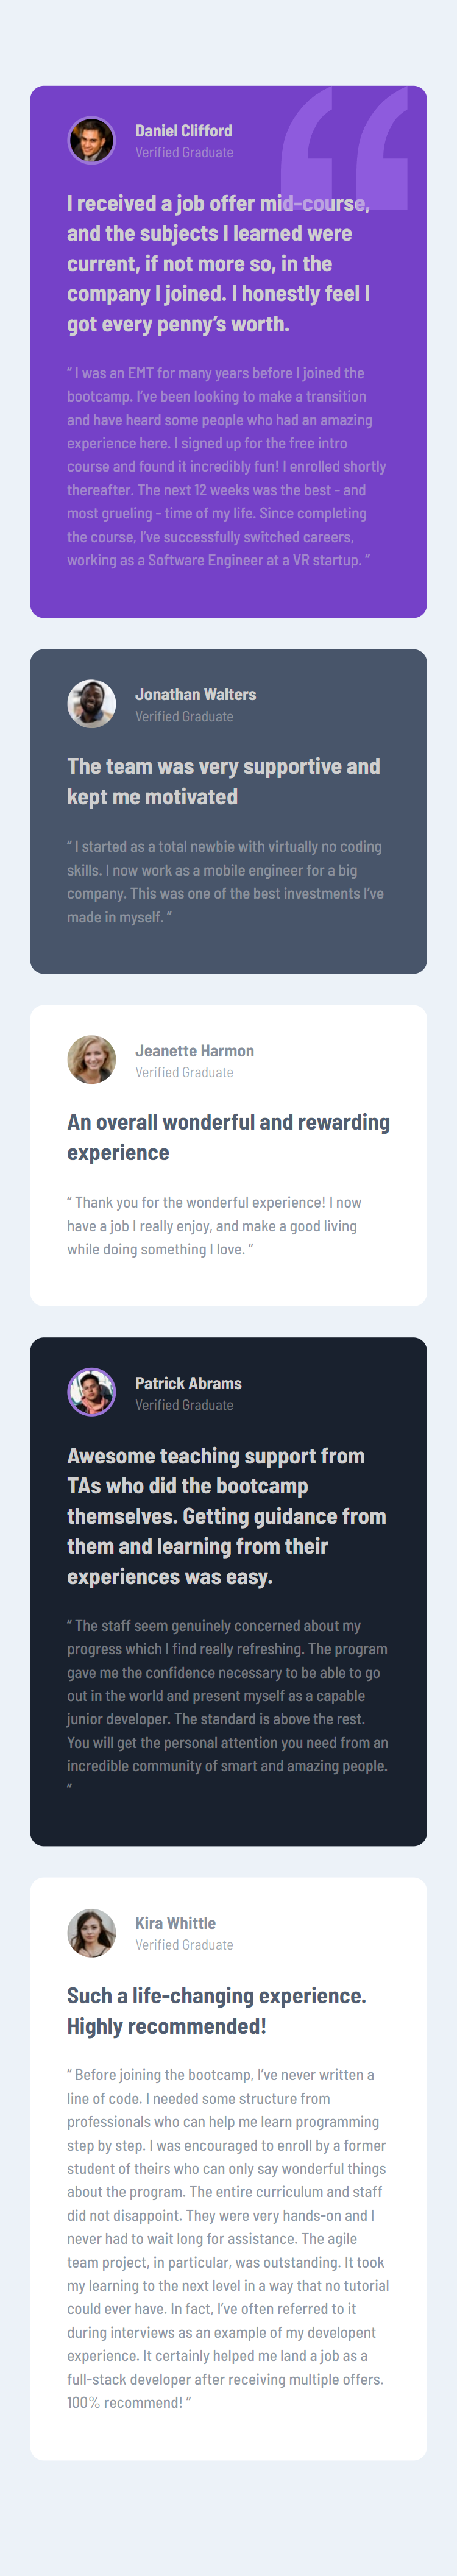 Daniel Clifford
Verified Graduate
I received a job offer mid-course,
and the subjects I learned were
current, if not more so, in the
company I joined. I honestly feel I
got every penny’s worth.
“ I was an EMT for many years before I joined the
bootcamp. I’ve been looking to make a transition
and have heard some people who had an amazing
experience here. I signed up for the free intro
course and found it incredibly fun! I enrolled shortly
thereafter. The next 12 weeks was the best - and
most grueling - time of my life. Since completing
the course, I’ve successfully switched careers,
working as a Software Engineer at a VR startup. “
Jonathan Walters
Verified Graduate
The team was very supportive and
kept me motivated
“ I started as a total newbie with virtually no coding
skills. I now work as a mobile engineer for a big
company. This was one of the best investments I’ve
made in myself. “
Jeanette Harmon
Verified Graduate
An overall wonderful and rewarding
experience
“ Thank you for the wonderful experience! I now
have a job I really enjoy, and make a good living
while doing something I love. “
Patrick Abrams
Verified Graduate
Awesome teaching support from
TAs who did the bootcamp
themselves. Getting guidance from
them and learning from their
experiences was easy.
“ The staff seem genuinely concerned about my
progress which I find really refreshing. The program
gave me the confidence necessary to be able to go
out in the world and present myself as a capable
junior developer. The standard is above the rest.
You will get the personal attention you need from an
incredible community of smart and amazing people.
“
Kira Whittle
Verified Graduate
Such a life-changing experience.
Highly recommended!
“ Before joining the bootcamp, I’ve never written a
line of code. I needed some structure from
professionals who can help me learn programming
step by step. I was encouraged to enroll by a former
student of theirs who can only say wonderful things
about the program. The entire curriculum and staff
did not disappoint. They were very hands-on and I
never had to wait long for assistance. The agile
team project, in particular, was outstanding. It took
my learning to the next level in a way that no tutorial
could ever have. In fact, I’ve often referred to it
during interviews as an example of my developent
experience. It certainly helped me land a job as a
full-stack developer after receiving multiple offers.
100% recommend! “